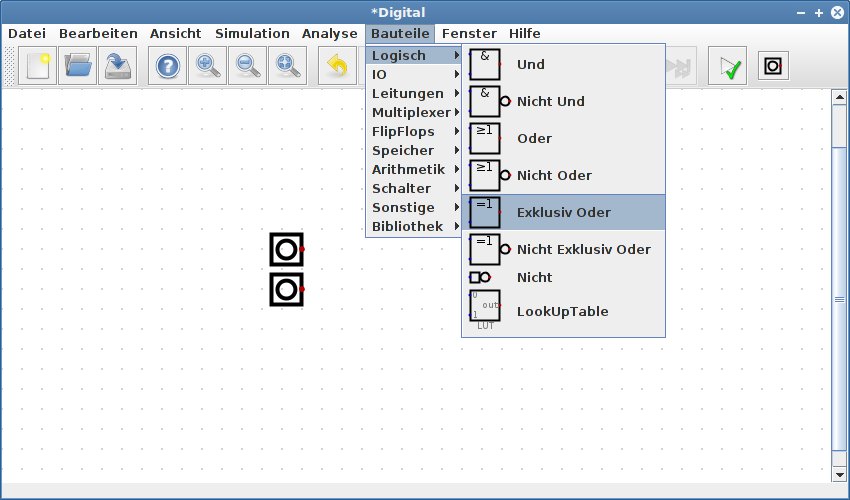 *Digital
Datei Bearbeiten Ansicht Simulation Analyse Bauteile Fenster Hilfe
?
Logisch
IO
Leitungen
Multiplexer
FlipFlops
Speicher
Arithmetik
Schalter
Sonstige
Bibliothek
& Und
& Nicht Und
≥1 Oder
≥1 Nicht Oder
=1 Exklusiv Oder
=1 Nicht Exklusiv Oder
Nicht
0
out LookUpTable
1
LUT